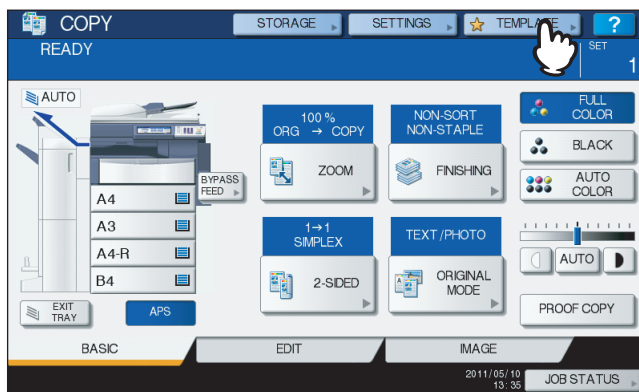 COPY
STORAGE
SETTINGS
TEMPLATE
?
READY
SET
1
AUTO
BYPASS
FEED
A4
A3
A4-R
B4
EXIT
TRAY
APS
100 %
ORG → COPY
ZOOM
NON-SORT
NON-STAPLE
FINISHING
1→1
SIMPLEX
2-SIDED
TEXT/PHOTO
ORIGINAL
MODE
FULL
COLOR
BLACK
AUTO
COLOR
AUTO
PROOF COPY
BASIC
EDIT
IMAGE
2011/05/10
13:35
JOB STATUS